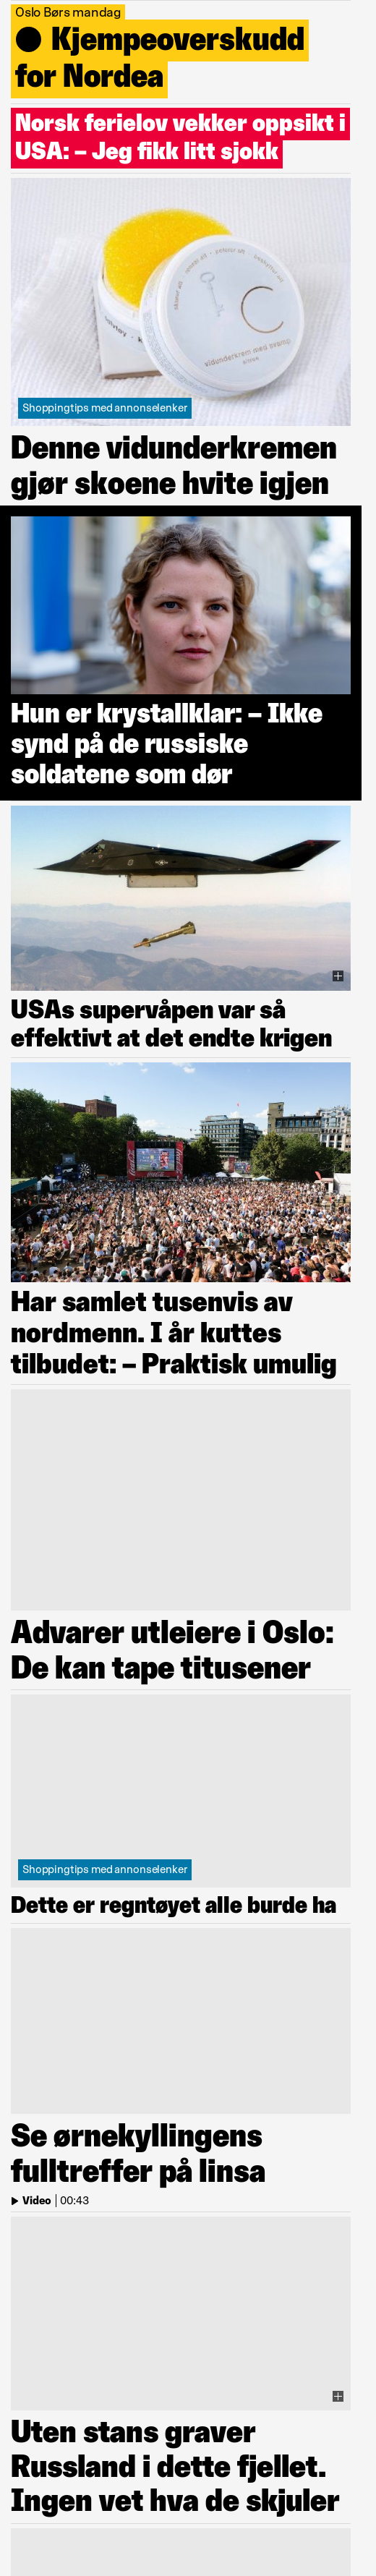 Oslo Børs mandag
● Kjempeoverskudd
for Nordea
Norsk ferielov vekker oppsikt i
USA: – Jeg fikk litt sjokk
vidunderkrem med svamp
Shoppingtips med annonselenker
Denne vidunderkremen
gjør skoene hvite igjen
Hun er krystallklar: – Ikke
synd på de russiske
soldatene som dør
USAs supervåpen var så
effektivt at det endte krigen
Har samlet tusenvis av
nordmenn. I år kuttes
tilbudet: – Praktisk umulig
Advarer utleiere i Oslo:
De kan tape titusener
Shoppingtips med annonselenker
Dette er regntøyet alle burde ha
Se ørnekyllingens
fulltreffer på linsa
Video | 00:43
Uten stans graver
Russland i dette fjellet.
Ingen vet hva de skjuler